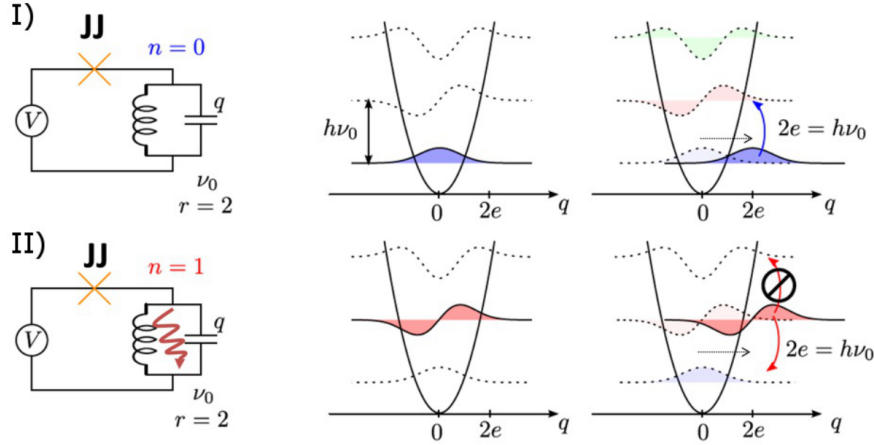 I)
JJ
n = 0
V
q
ν₀
r = 2
hν₀
0
2e
q
2e = hν₀
0
2e
q
II)
JJ
n = 1
V
q
ν₀
r = 2
0
2e
q
2e = hν₀
0
2e
q